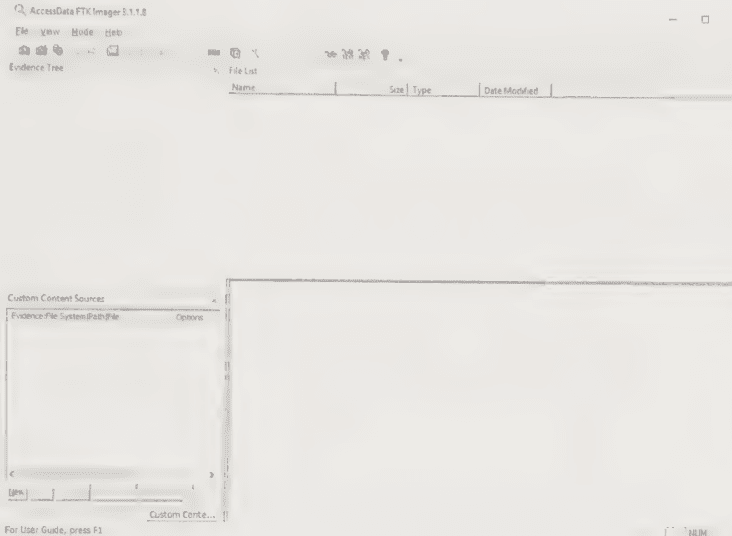 AccessData FTK Imager 3.1.1.8
File View Mode Help
Evidence Tree
File List
Name Size Type Date Modified
Custom Content Sources
Evidence:File System|Path|File Options
New
Custom Conte...
For User Guide, press F1
NUM